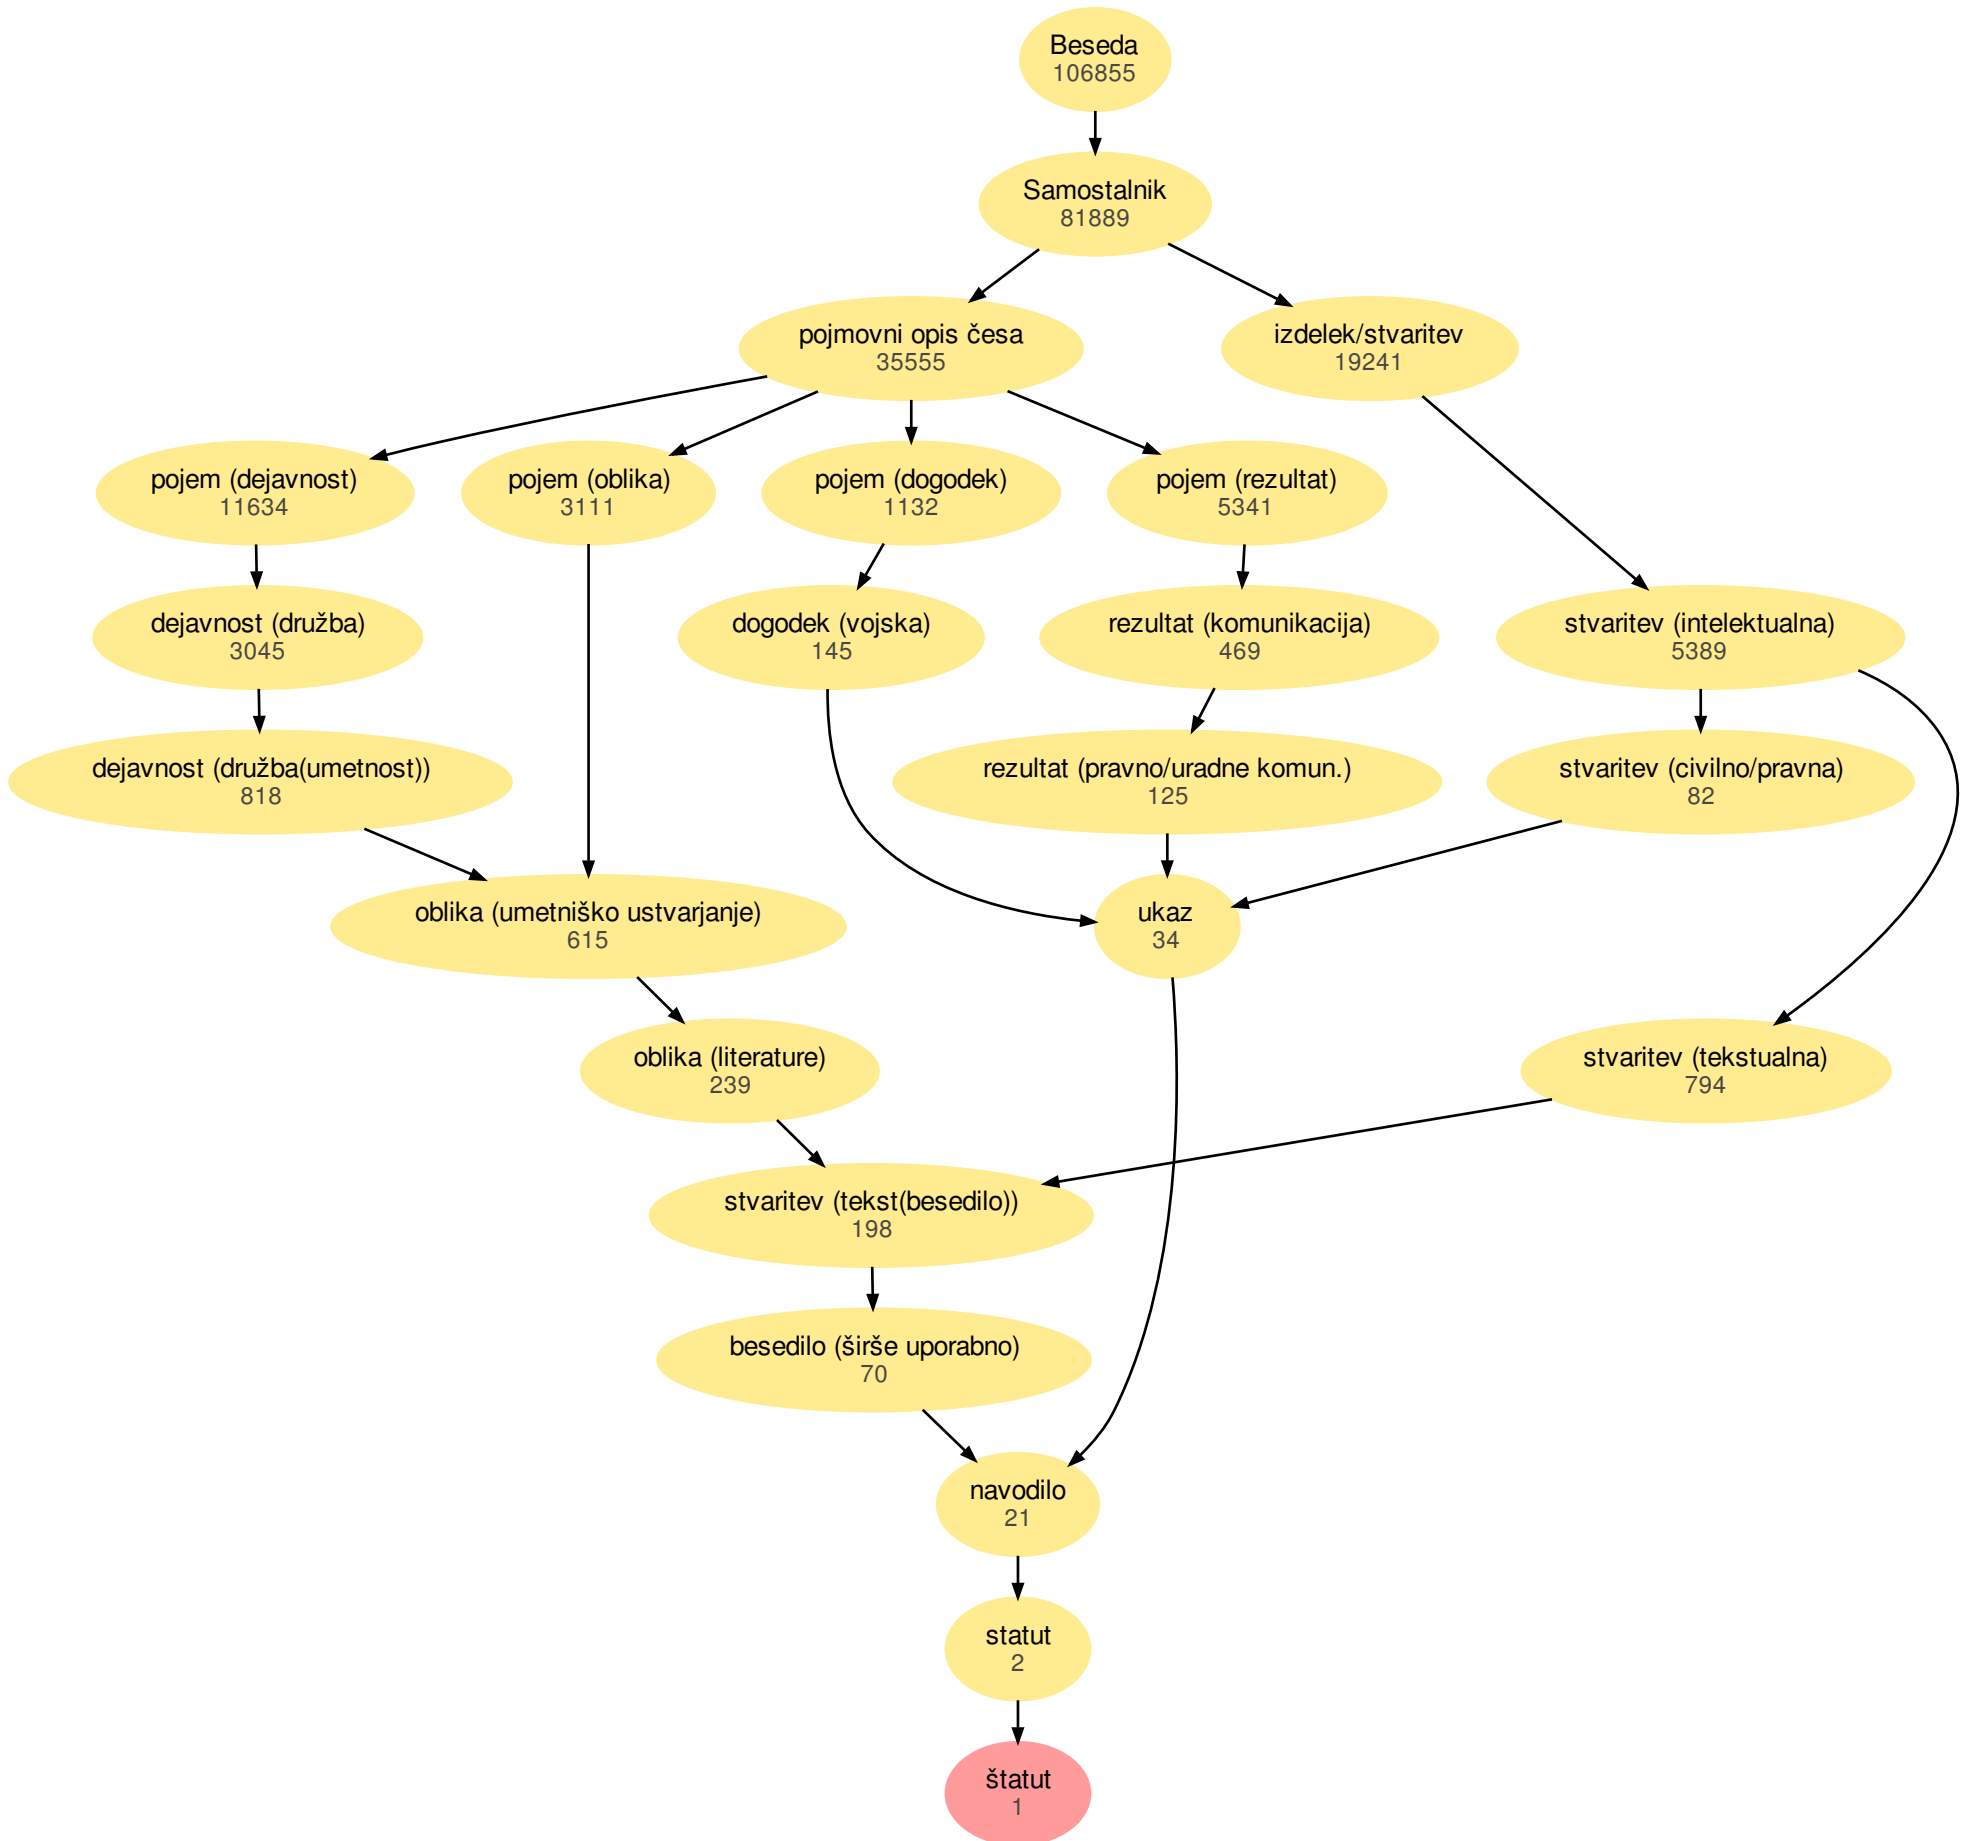 Beseda
106855
Samostalnik
81889
pojmovni opis česa
35555
izdelek/stvaritev
19241
pojem (dejavnost)
11634
pojem (oblika)
3111
pojem (dogodek)
1132
pojem (rezultat)
5341
dejavnost (družba)
3045
dogodek (vojska)
145
rezultat (komunikacija)
469
stvaritev (intelektualna)
5389
dejavnost (družba(umetnost))
818
rezultat (pravno/uradne komun.)
125
stvaritev (civilno/pravna)
82
oblika (umetniško ustvarjanje)
615
ukaz
34
oblika (literature)
239
stvaritev (tekstualna)
794
stvaritev (tekst(besedilo))
198
besedilo (širše uporabno)
70
navodilo
21
statut
2
štatut
1